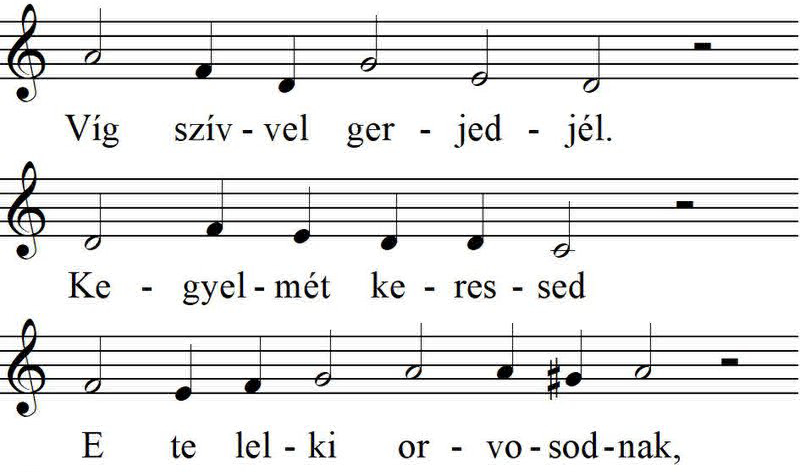 Víg szív - vel ger - jed - jél.
Ke - gyel - mét ke - res - sed
E te lel - ki or - vo - sod - nak,